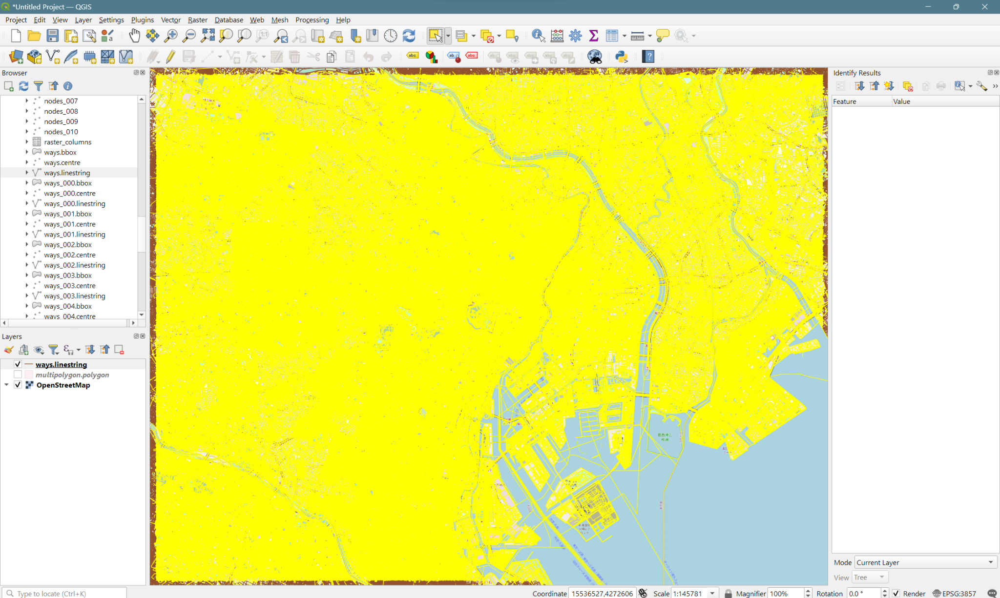 *Untitled Project — QGIS
Project Edit View Layer Settings Plugins Vector Raster Database Web Mesh Processing Help
Browser
nodes_007
nodes_008
nodes_009
nodes_010
raster_columns
ways.bbox
ways.centre
ways.linestring
ways_000.bbox
ways_000.centre
ways_000.linestring
ways_001.bbox
ways_001.centre
ways_001.linestring
ways_002.bbox
ways_002.centre
ways_002.linestring
ways_003.bbox
ways_003.centre
ways_003.linestring
ways_004.bbox
ways_004.centre
Layers
ways.linestring
multipolygon.polygon
OpenStreetMap
Identify Results
Feature Value
Mode Current Layer
View Tree
Type to locate (Ctrl+K)
Coordinate 15536527,4272606 Scale 1:145781 Magnifier 100% Rotation 0.0 ° Render EPSG:3857